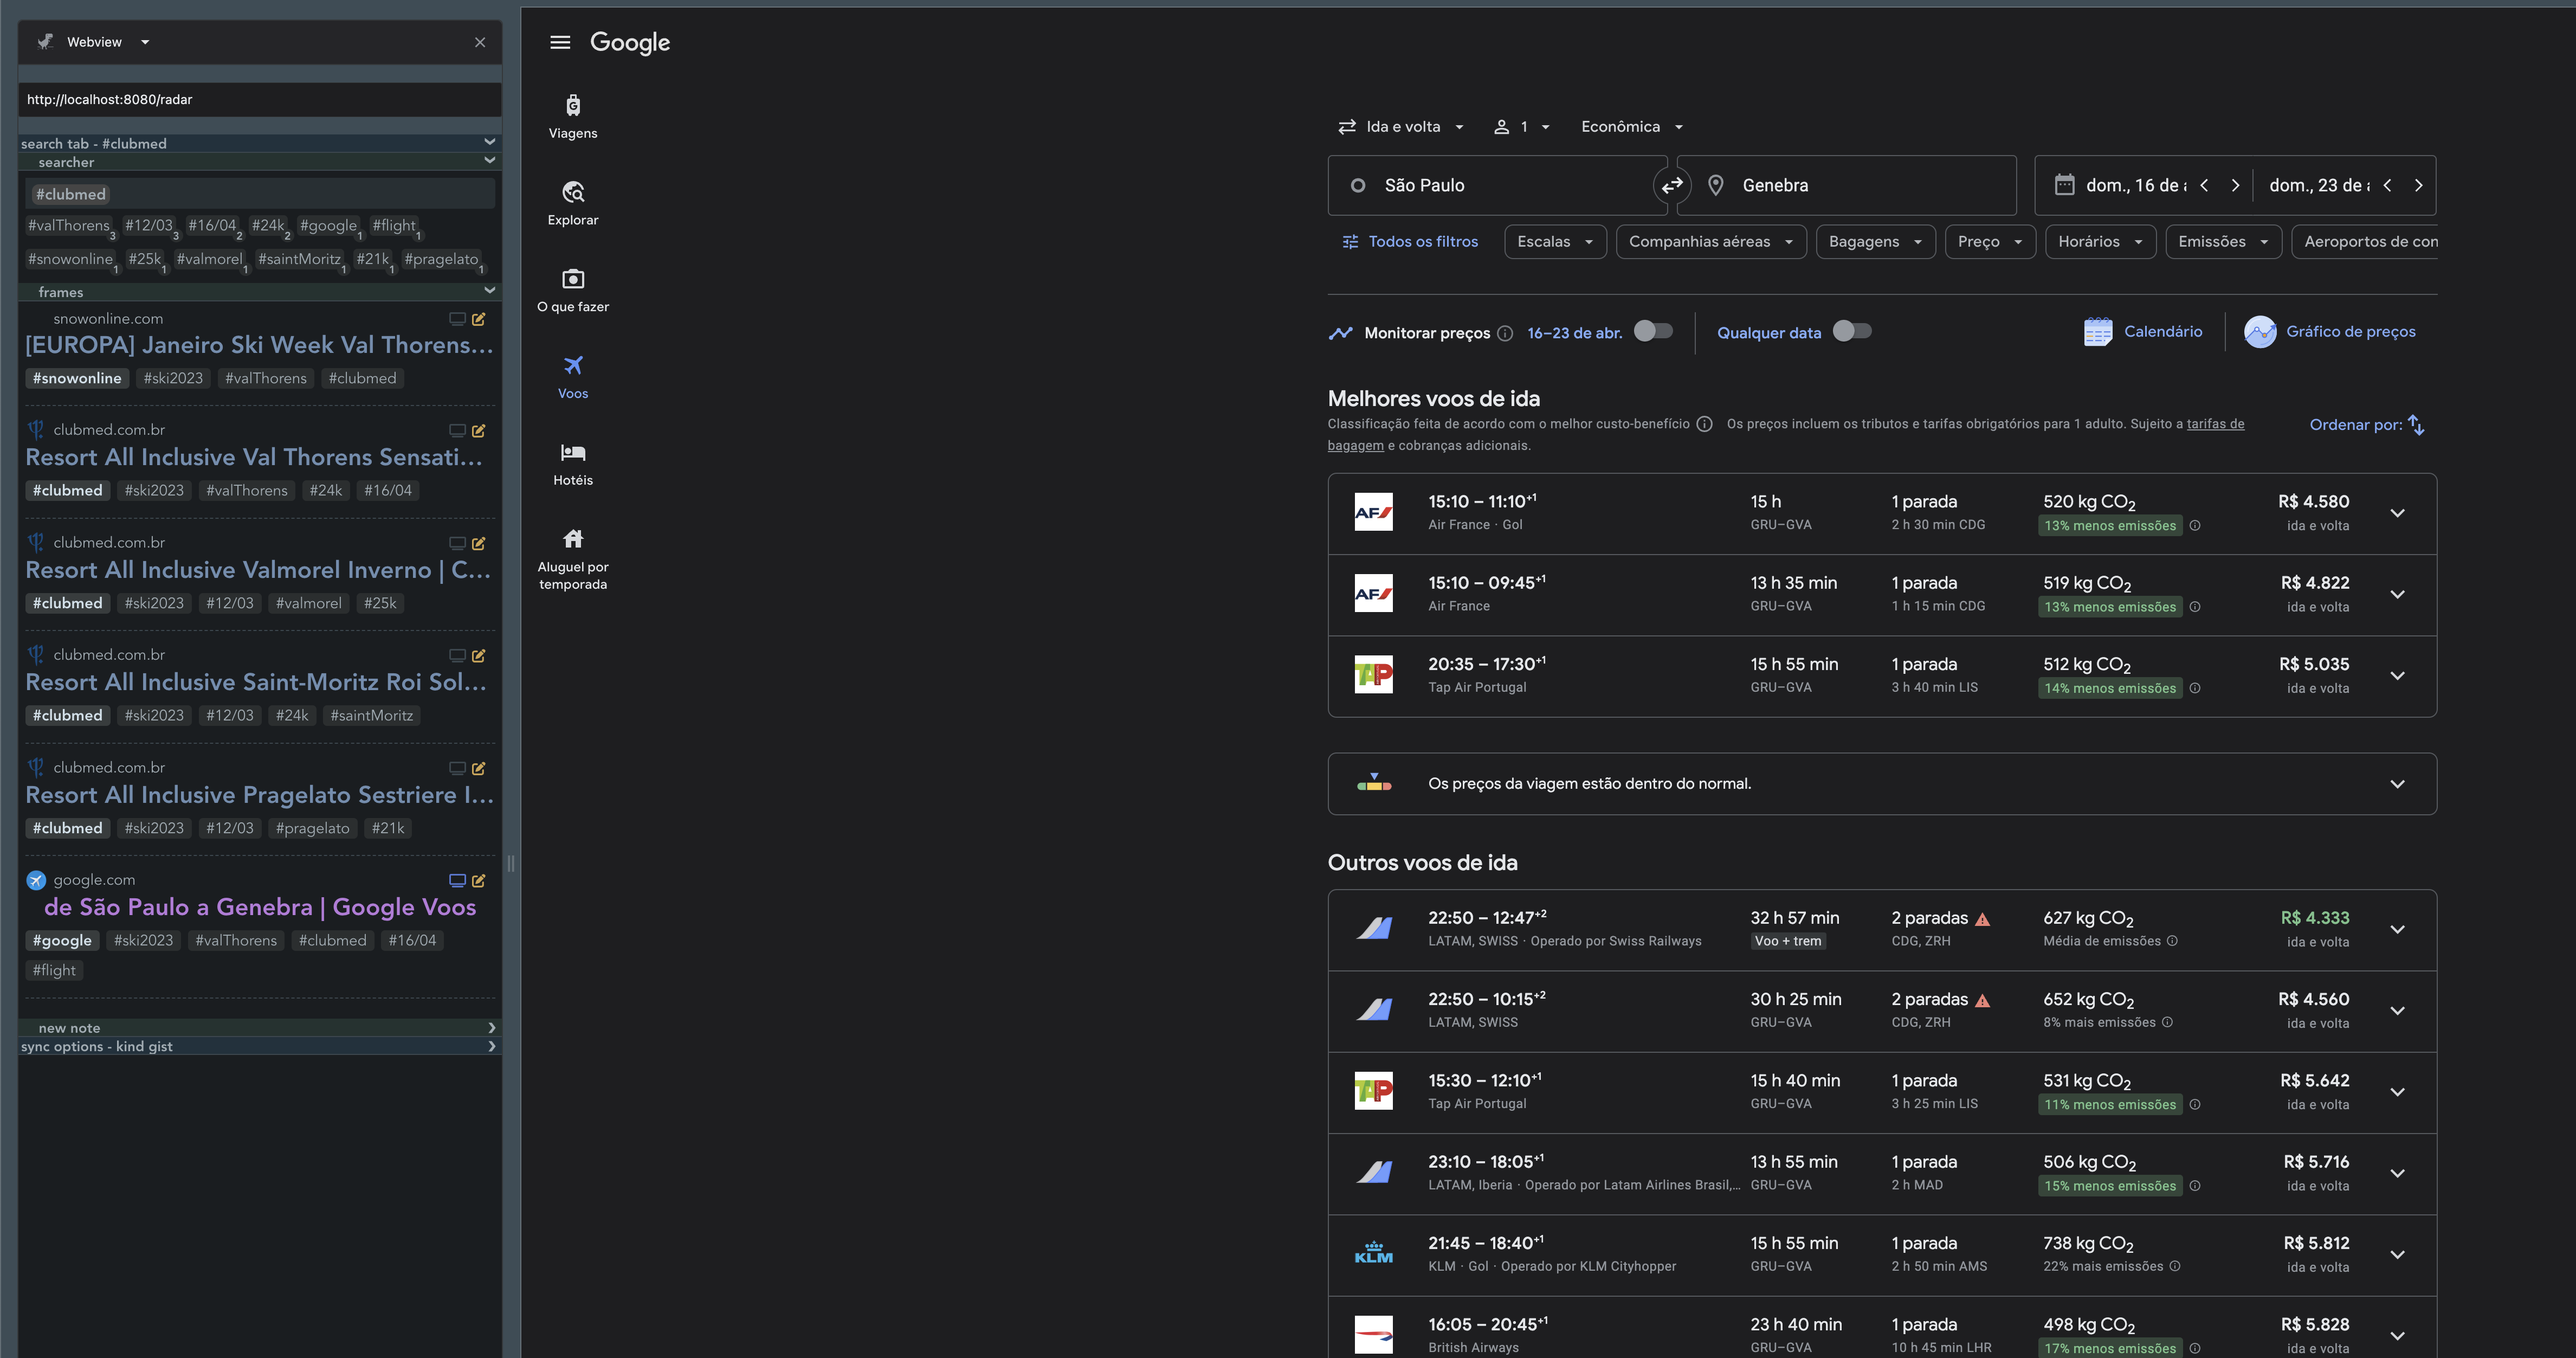 Webview
http://localhost:8080/radar
search tab - #clubmed
searcher
#clubmed
#valThorens 3 #12/03 3 #16/04 2 #24k 2 #google 1 #flight 1
#snowonline 1 #25k 1 #valmorel 1 #saintMoritz 1 #21k 1 #pragelato 1
frames
snowonline.com
[EUROPA] Janeiro Ski Week Val Thorens...
#snowonline #ski2023 #valThorens #clubmed
clubmed.com.br
Resort All Inclusive Val Thorens Sensati...
#clubmed #ski2023 #valThorens #24k #16/04
clubmed.com.br
Resort All Inclusive Valmorel Inverno | C...
#clubmed #ski2023 #12/03 #valmorel #25k
clubmed.com.br
Resort All Inclusive Saint-Moritz Roi Sol...
#clubmed #ski2023 #12/03 #24k #saintMoritz
clubmed.com.br
Resort All Inclusive Pragelato Sestriere I...
#clubmed #ski2023 #12/03 #pragelato #21k
google.com
de São Paulo a Genebra | Google Voos
#google #ski2023 #valThorens #clubmed #16/04
#flight
new note
sync options - kind gist
Google
Viagens
Explorar
O que fazer
Voos
Hotéis
Aluguel por
temporada
Ida e volta 1 Econômica
São Paulo Genebra dom., 16 de dom., 23 de
Todos os filtros Escalas Companhias aéreas Bagagens Preço Horários Emissões Aeroportos de con
Monitorar preços 16–23 de abr. Qualquer data Calendário Gráfico de preços
Melhores voos de ida
Classificação feita de acordo com o melhor custo-benefício Os preços incluem os tributos e tarifas obrigatórios para 1 adulto. Sujeito a tarifas de
bagagem e cobranças adicionais.
Ordenar por:
AF 15:10 – 11:10+1 15 h 1 parada 520 kg CO2 R$ 4.580
Air France · Gol GRU–GVA 2 h 30 min CDG 13% menos emissões ida e volta
AF 15:10 – 09:45+1 13 h 35 min 1 parada 519 kg CO2 R$ 4.822
Air France GRU–GVA 1 h 15 min CDG 13% menos emissões ida e volta
TAP 20:35 – 17:30+1 15 h 55 min 1 parada 512 kg CO2 R$ 5.035
Tap Air Portugal GRU–GVA 3 h 40 min LIS 14% menos emissões ida e volta
Os preços da viagem estão dentro do normal.
Outros voos de ida
22:50 – 12:47+2 32 h 57 min 2 paradas 627 kg CO2 R$ 4.333
LATAM, SWISS · Operado por Swiss Railways Voo + trem CDG, ZRH Média de emissões ida e volta
22:50 – 10:15+2 30 h 25 min 2 paradas 652 kg CO2 R$ 4.560
LATAM, SWISS GRU–GVA CDG, ZRH 8% mais emissões ida e volta
TAP 15:30 – 12:10+1 15 h 40 min 1 parada 531 kg CO2 R$ 5.642
Tap Air Portugal GRU–GVA 3 h 25 min LIS 11% menos emissões ida e volta
23:10 – 18:05+1 13 h 55 min 1 parada 506 kg CO2 R$ 5.716
LATAM, Iberia · Operado por Latam Airlines Brasil,... GRU–GVA 2 h MAD 15% menos emissões ida e volta
KLM 21:45 – 18:40+1 15 h 55 min 1 parada 738 kg CO2 R$ 5.812
KLM · Gol · Operado por KLM Cityhopper GRU–GVA 2 h 50 min AMS 22% mais emissões ida e volta
16:05 – 20:45+1 23 h 40 min 1 parada 498 kg CO2 R$ 5.828
British Airways GRU–GVA 10 h 45 min LHR 17% menos emissões ida e volta